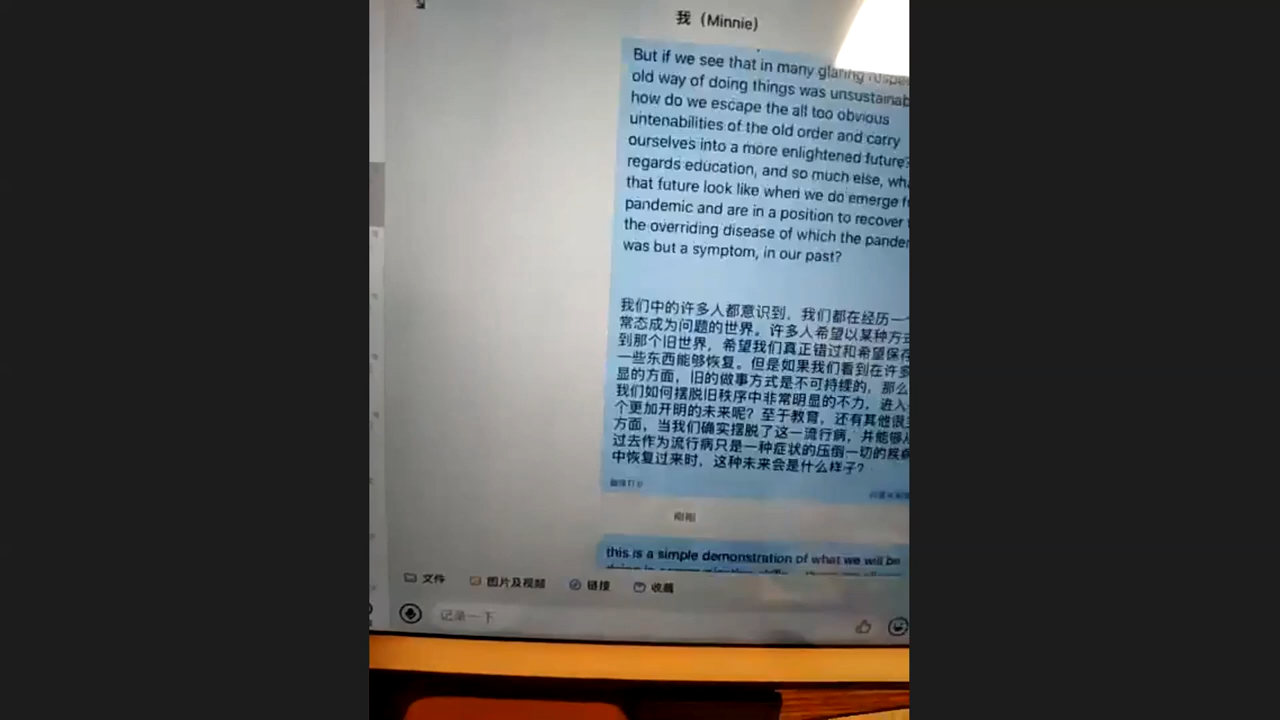 我（Minnie）
But if we see that in many glaring
old way of doing things was
how do we escape the all too obvious
untenabilities of the old order and carry
ourselves into a more enlightened future?
regards education, and so much else,
that future look like when we do emerge
pandemic and are in a position to recover
the overriding disease of which the
was but a symptom, in our past?
我们中的许多人都意识到，我们都在经历一
常态成为问题的世界。许多人希望以某种方式
到那个旧世界，希望我们真正错过和希望保存
一些东西能够恢复。但是如果我们看到在许多
显的方面，旧的做事方式是不可持续的，那么
我们如何摆脱旧秩序中非常明显的不力，进入
个更加开明的未来呢？至于教育，还有其他很
方面，当我们确实摆脱了这一流行病，并能够
过去作为流行病只是一种症状的压倒一切的疾病
中恢复过来时，这种未来会是什么样子？
刚刚
this is a simple demonstration of what we will be
文件 图片及视频 链接 收藏
记录一下